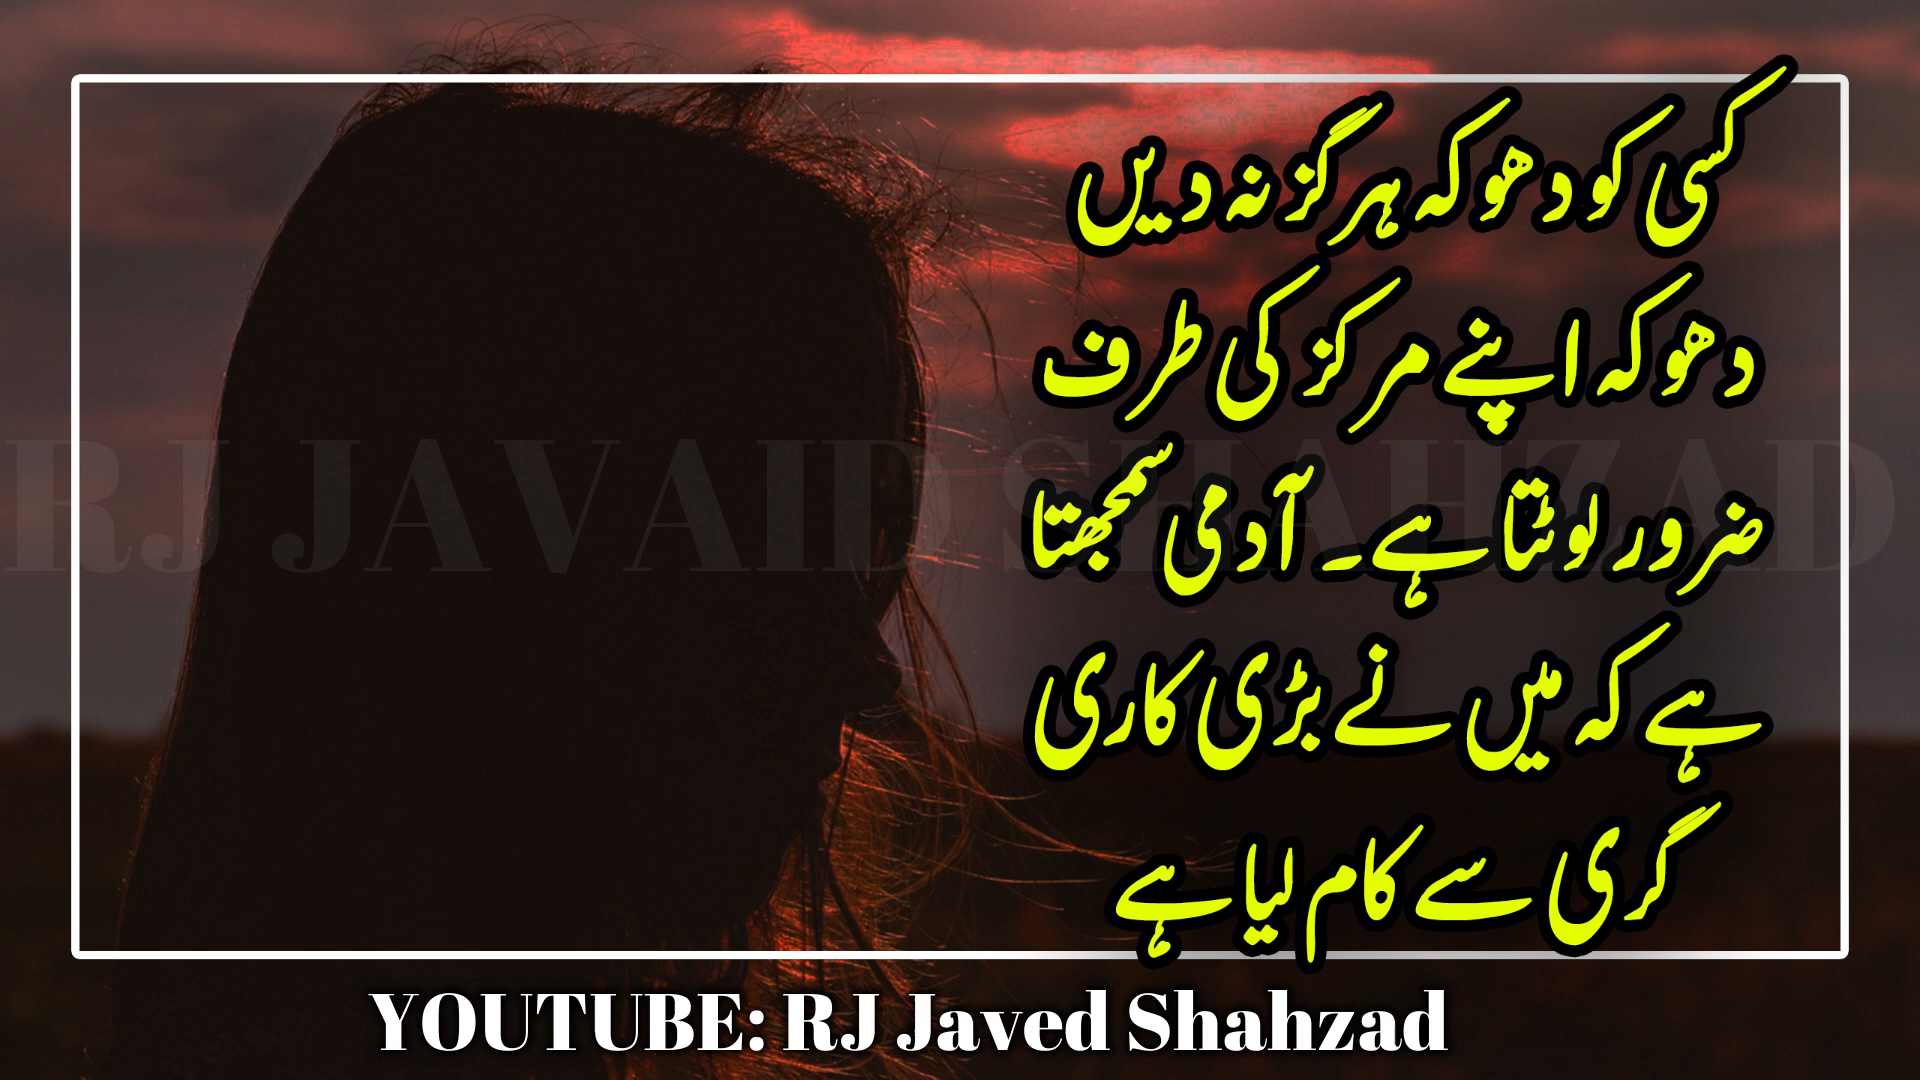 کسی کو دھوکہ ہرگز نہ دیں
دھوکہ اپنے مرکز کی طرف
ضرور لوٹتا ہے۔ آدمی سمجھتا
ہے کہ میں نے بڑی کاری
گری سے کام لیا ہے
RJ JAVAID SHAHZAD
YOUTUBE: RJ Javed Shahzad